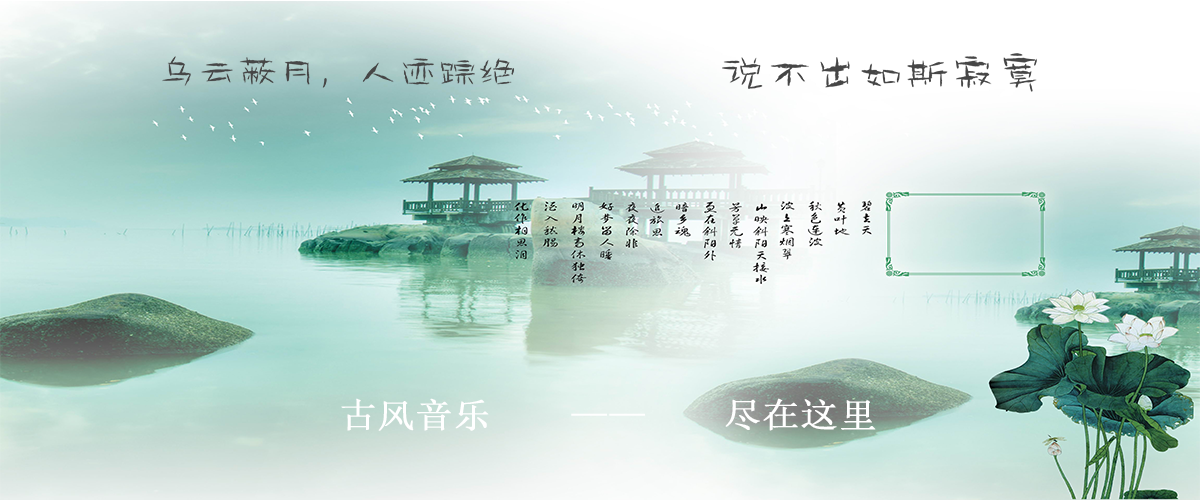 乌云蔽月，人迹踪绝
说不出如斯寂寞
碧云天
黄叶地
秋色连波
波上寒烟翠
山映斜阳天接水
芳草无情
更在斜阳外
暗乡魂
追旅思
夜夜除非
好梦留人睡
明月楼高休独倚
酒入愁肠
化作相思泪
古风音乐 —— 尽在这里